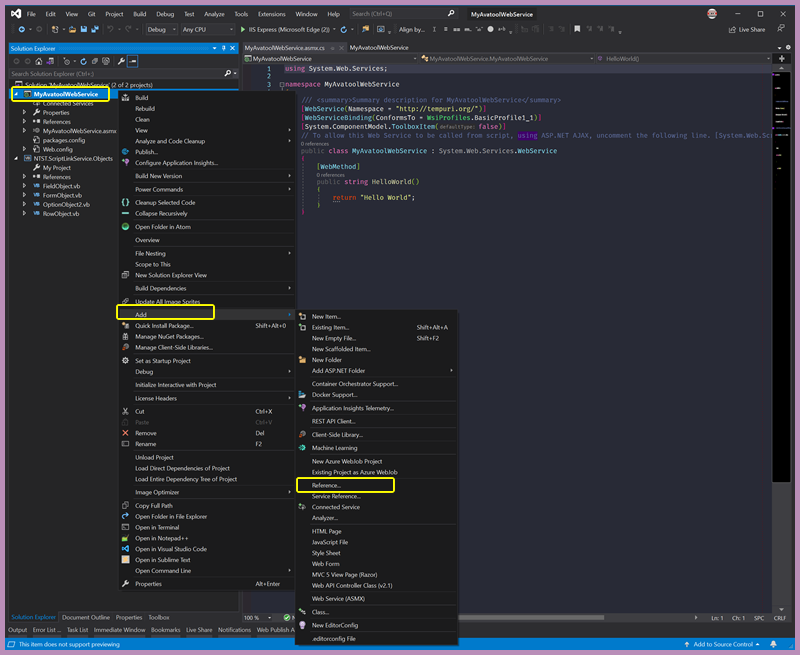 File Edit View Git Project Build Debug Test Analyze Tools Extensions Window Help Search (Ctrl+Q) MyAvatoolWebService
Debug Any CPU IIS Express (Microsoft Edge (2)) Align by... Live Share
Solution Explorer
MyAvatoolWebService.asmx.cs MyAvatoolWebService
MyAvatoolWebService MyAvatoolWebService.MyAvatoolWebService HelloWorld()
Search Solution Explorer (Ctrl+;)
Solution 'MyAvatoolWebService' (2 of 2 projects)
MyAvatoolWebService
Connected Services
Properties
References
MyAvatoolWebService.asmx
packages.config
Web.config
NTST.ScriptLinkService.Objects
My Project
References
FieldObject.vb
FormObject.vb
OptionObject2.vb
RowObject.vb
1 using System.Web.Services;
2
3 namespace MyAvatoolWebService
{
/// <summary>Summary description for MyAvatoolWebService</summary>
[WebService(Namespace = "http://tempuri.org/")]
[WebServiceBinding(ConformsTo = WsiProfiles.BasicProfile1_1)]
[System.ComponentModel.ToolboxItem(defaultType: false)]
// To allow this Web Service to be called from script, using ASP.NET AJAX, uncomment the following line. [System.Web.Sc
0 references
public class MyAvatoolWebService : System.Web.Services.WebService
{
[WebMethod]
0 references
public string HelloWorld()
{
return "Hello World";
}
}
Build
Rebuild
Clean
View
Analyze and Code Cleanup
Publish...
Configure Application Insights...
Build New Version
Power Commands
Cleanup Selected Code
Collapse Recursively
Open Folder in Atom
Overview
File Nesting
Scope to This
New Solution Explorer View
Build Dependencies
Update All Image Sprites
Add
Quick Install Package... Shift+Alt+0
Manage NuGet Packages...
Manage Client-Side Libraries...
Set as Startup Project
Debug
Initialize Interactive with Project
License Headers
Cut Ctrl+X
Paste Ctrl+V
Remove Del
Rename F2
Unload Project
Load Direct Dependencies of Project
Load Entire Dependency Tree of Project
Image Optimizer
Copy Full Path
Open Folder in File Explorer
Open in Terminal
Open in Notepad++
Open in Visual Studio Code
Open in Sublime Text
Open Command Line
Properties Alt+Enter
New Item...
Existing Item... Shift+Alt+A
New Empty File... Shift+F2
New Scaffolded Item...
New Folder
Add ASP.NET Folder
Container Orchestrator Support...
Docker Support...
Application Insights Telemetry...
REST API Client...
Client-Side Library...
Machine Learning
New Azure WebJob Project
Existing Project as Azure WebJob
Reference...
Service Reference...
Connected Service
Analyzer...
HTML Page
JavaScript File
Style Sheet
Web Form
MVC 5 View Page (Razor)
Web API Controller Class (v2.1)
Web Service (ASMX)
Class...
New EditorConfig
.editorconfig File
Solution Explorer Document Outline Properties Toolbox
100 % Ln: 1 Ch: 1 SPC CRLF
Output Error List ... Task List Immediate Window Bookmarks Live Share Notifications Web Publish A
This item does not support previewing Add to Source Control